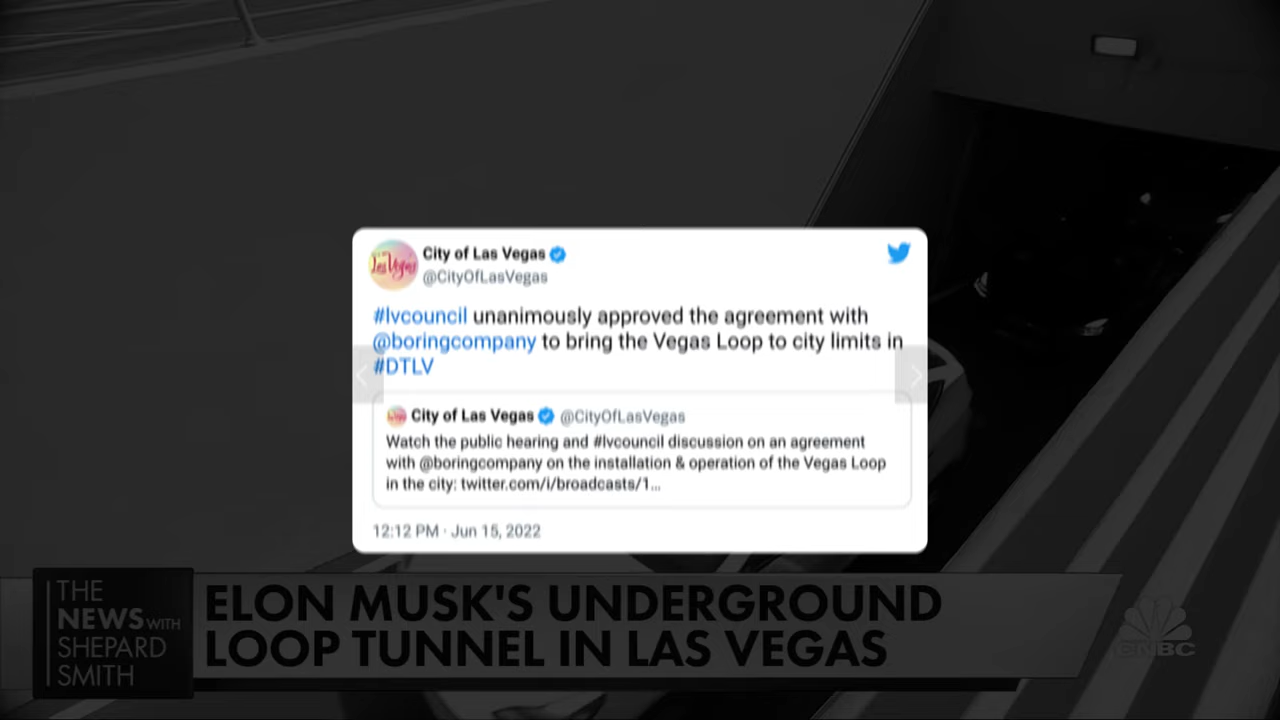 City of Las Vegas
@CityOfLasVegas
#lvcouncil unanimously approved the agreement with
@boringcompany to bring the Vegas Loop to city limits in
#DTLV
City of Las Vegas @CityOfLasVegas
Watch the public hearing and #lvcouncil discussion on an agreement
with @boringcompany on the installation & operation of the Vegas Loop
in the city: twitter.com/i/broadcasts/1...
12:12 PM · Jun 15, 2022
THE
NEWS WITH
SHEPARD
SMITH
ELON MUSK'S UNDERGROUND
LOOP TUNNEL IN LAS VEGAS
CNBC